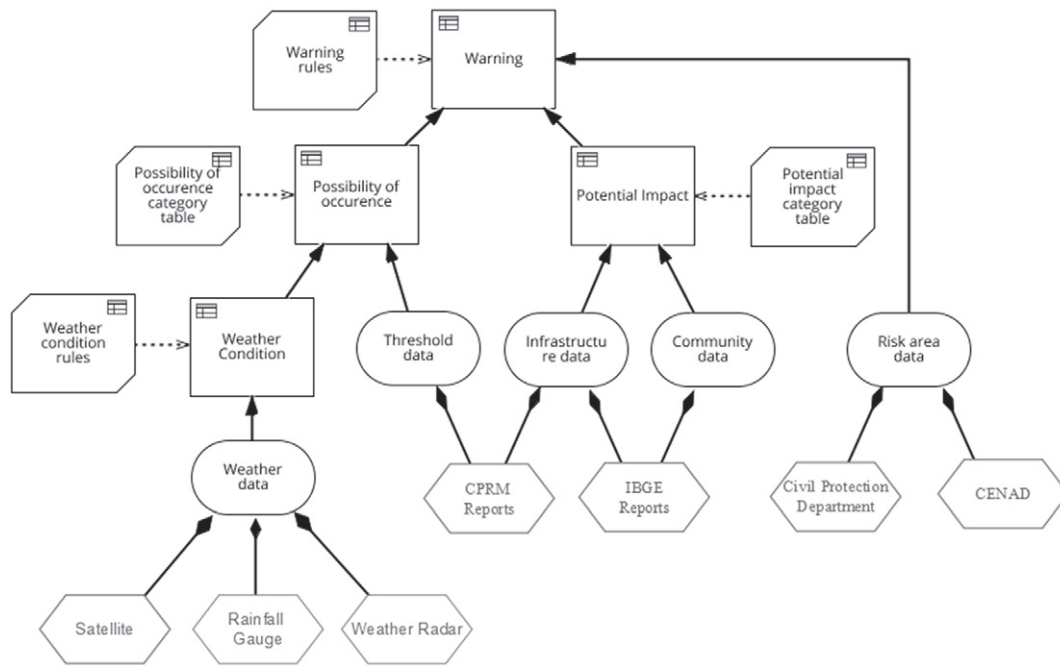 Warning
rules
Warning
Possibility of
occurence
category
table
Possibility of
occurence
Potential Impact
Potential
impact
category
table
Weather
condition
rules
Weather
Condition
Threshold
data
Infrastructu
re data
Community
data
Risk area
data
Weather
data
CPRM
Reports
IBGE
Reports
Civil Protection
Department
CENAD
Satellite
Rainfall
Gauge
Weather Radar